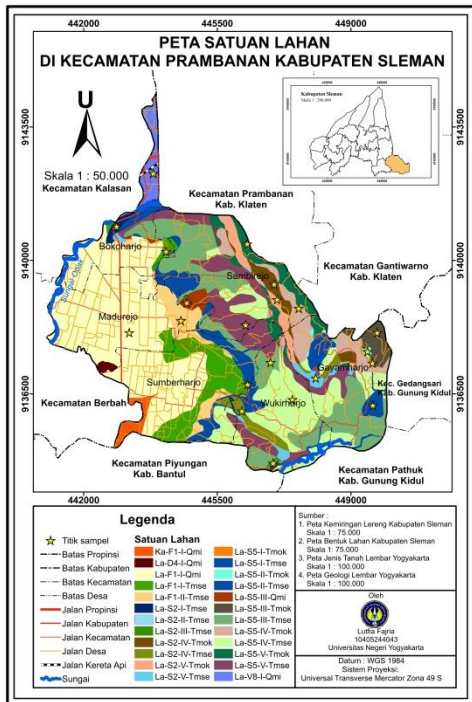 442000 445500 449000
PETA SATUAN LAHAN
DI KECAMATAN PRAMBANAN KABUPATEN SLEMAN
Kabupaten Sleman
U
9143500
9143500
Skala 1 : 50.000
Kecamatan Kalasan
Kecamatan Prambanan
Kab. Klaten
Bokoharjo
9140000
9140000
Sungai Opak
Sambirejo
Kecamatan Gantiwarno
Kab. Klaten
Madurejo
Gayamharjo
Sumberharjo
Kec. Gedangsari
Kab. Gunung Kidul
9136500
9136500
Kecamatan Berbah
Wukirharjo
Kecamatan Piyungan
Kab. Bantul
Kecamatan Pathuk
Kab. Gunung Kidul
442000 445500 449000
Legenda
Titik sampel
Batas Propinsi
Batas Kabupaten
Batas Kecamatan
Batas Desa
Jalan Propinsi
Jalan Kabupaten
Jalan Kecamatan
Jalan Desa
Jalan Kereta Api
Sungai
Satuan Lahan
Ka-F1-I-Qmi
La-D4-I-Qmi
La-F1-I-Qmi
La-F1-I-Tmse
La-F1-II-Tmse
La-S2-I-Tmse
La-S2-II-Tmse
La-S2-III-Tmse
La-S2-IV-Tmok
La-S2-IV-Tmse
La-S2-V-Tmok
La-S2-V-Tmse
La-S5-I-Tmok
La-S5-I-Tmse
La-S5-II-Tmok
La-S5-II-Tmse
La-S5-III-Qmi
La-S5-III-Tmok
La-S5-III-Tmse
La-S5-IV-Tmok
La-S5-IV-Tmse
La-S5-V-Tmok
La-S5-V-Tmse
La-V8-I-Qmi
Sumber :
1. Peta Kemiringan Lereng Kabupaten Sleman
Skala 1 : 75.000
2. Peta Bentuk Lahan Kabupaten Sleman
Skala 1 : 75.000
3. Peta Jenis Tanah Lembar Yogyakarta
Skala 1 : 100.000
4. Peta Geologi Lembar Yogyakarta
Skala 1 : 100.000
Oleh
Lutfia Fajria
10405244043
Universitas Negeri Yogyakarta
Datum : WGS 1984
Sistem Proyeksi:
Universal Transverse Mercator Zona 49 S